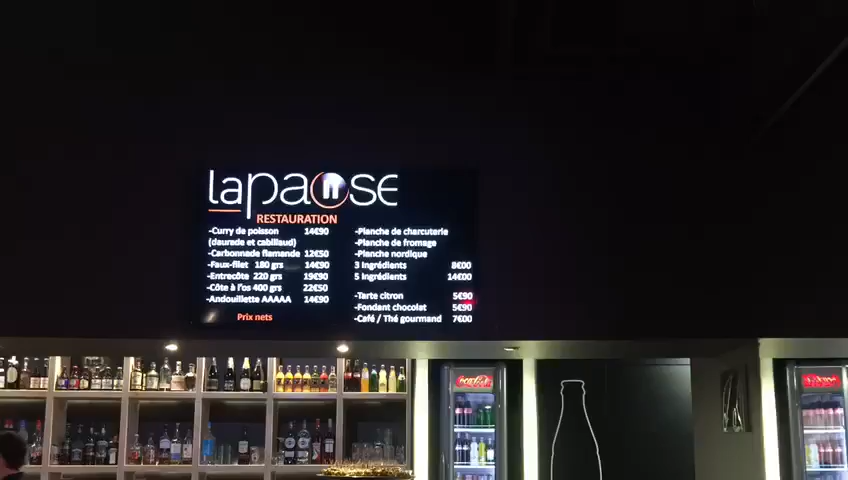 lapause
RESTAURATION
-Curry de poisson 14€90
(daurade et cabillaud)
-Carbonnade flamande 12€50
-Faux-filet 180 grs 14€90
-Entrecôte 220 grs 19€90
-Côte à l'os 400 grs 22€50
-Andouillette AAAAA 14€90
Prix nets
-Planche de charcuterie
-Planche de fromage
-Planche nordique
3 Ingrédients 8€00
5 Ingrédients 14€00
-Tarte citron 5€90
-Fondant chocolat 5€90
-Café / Thé gourmand 7€00
Coca-Cola